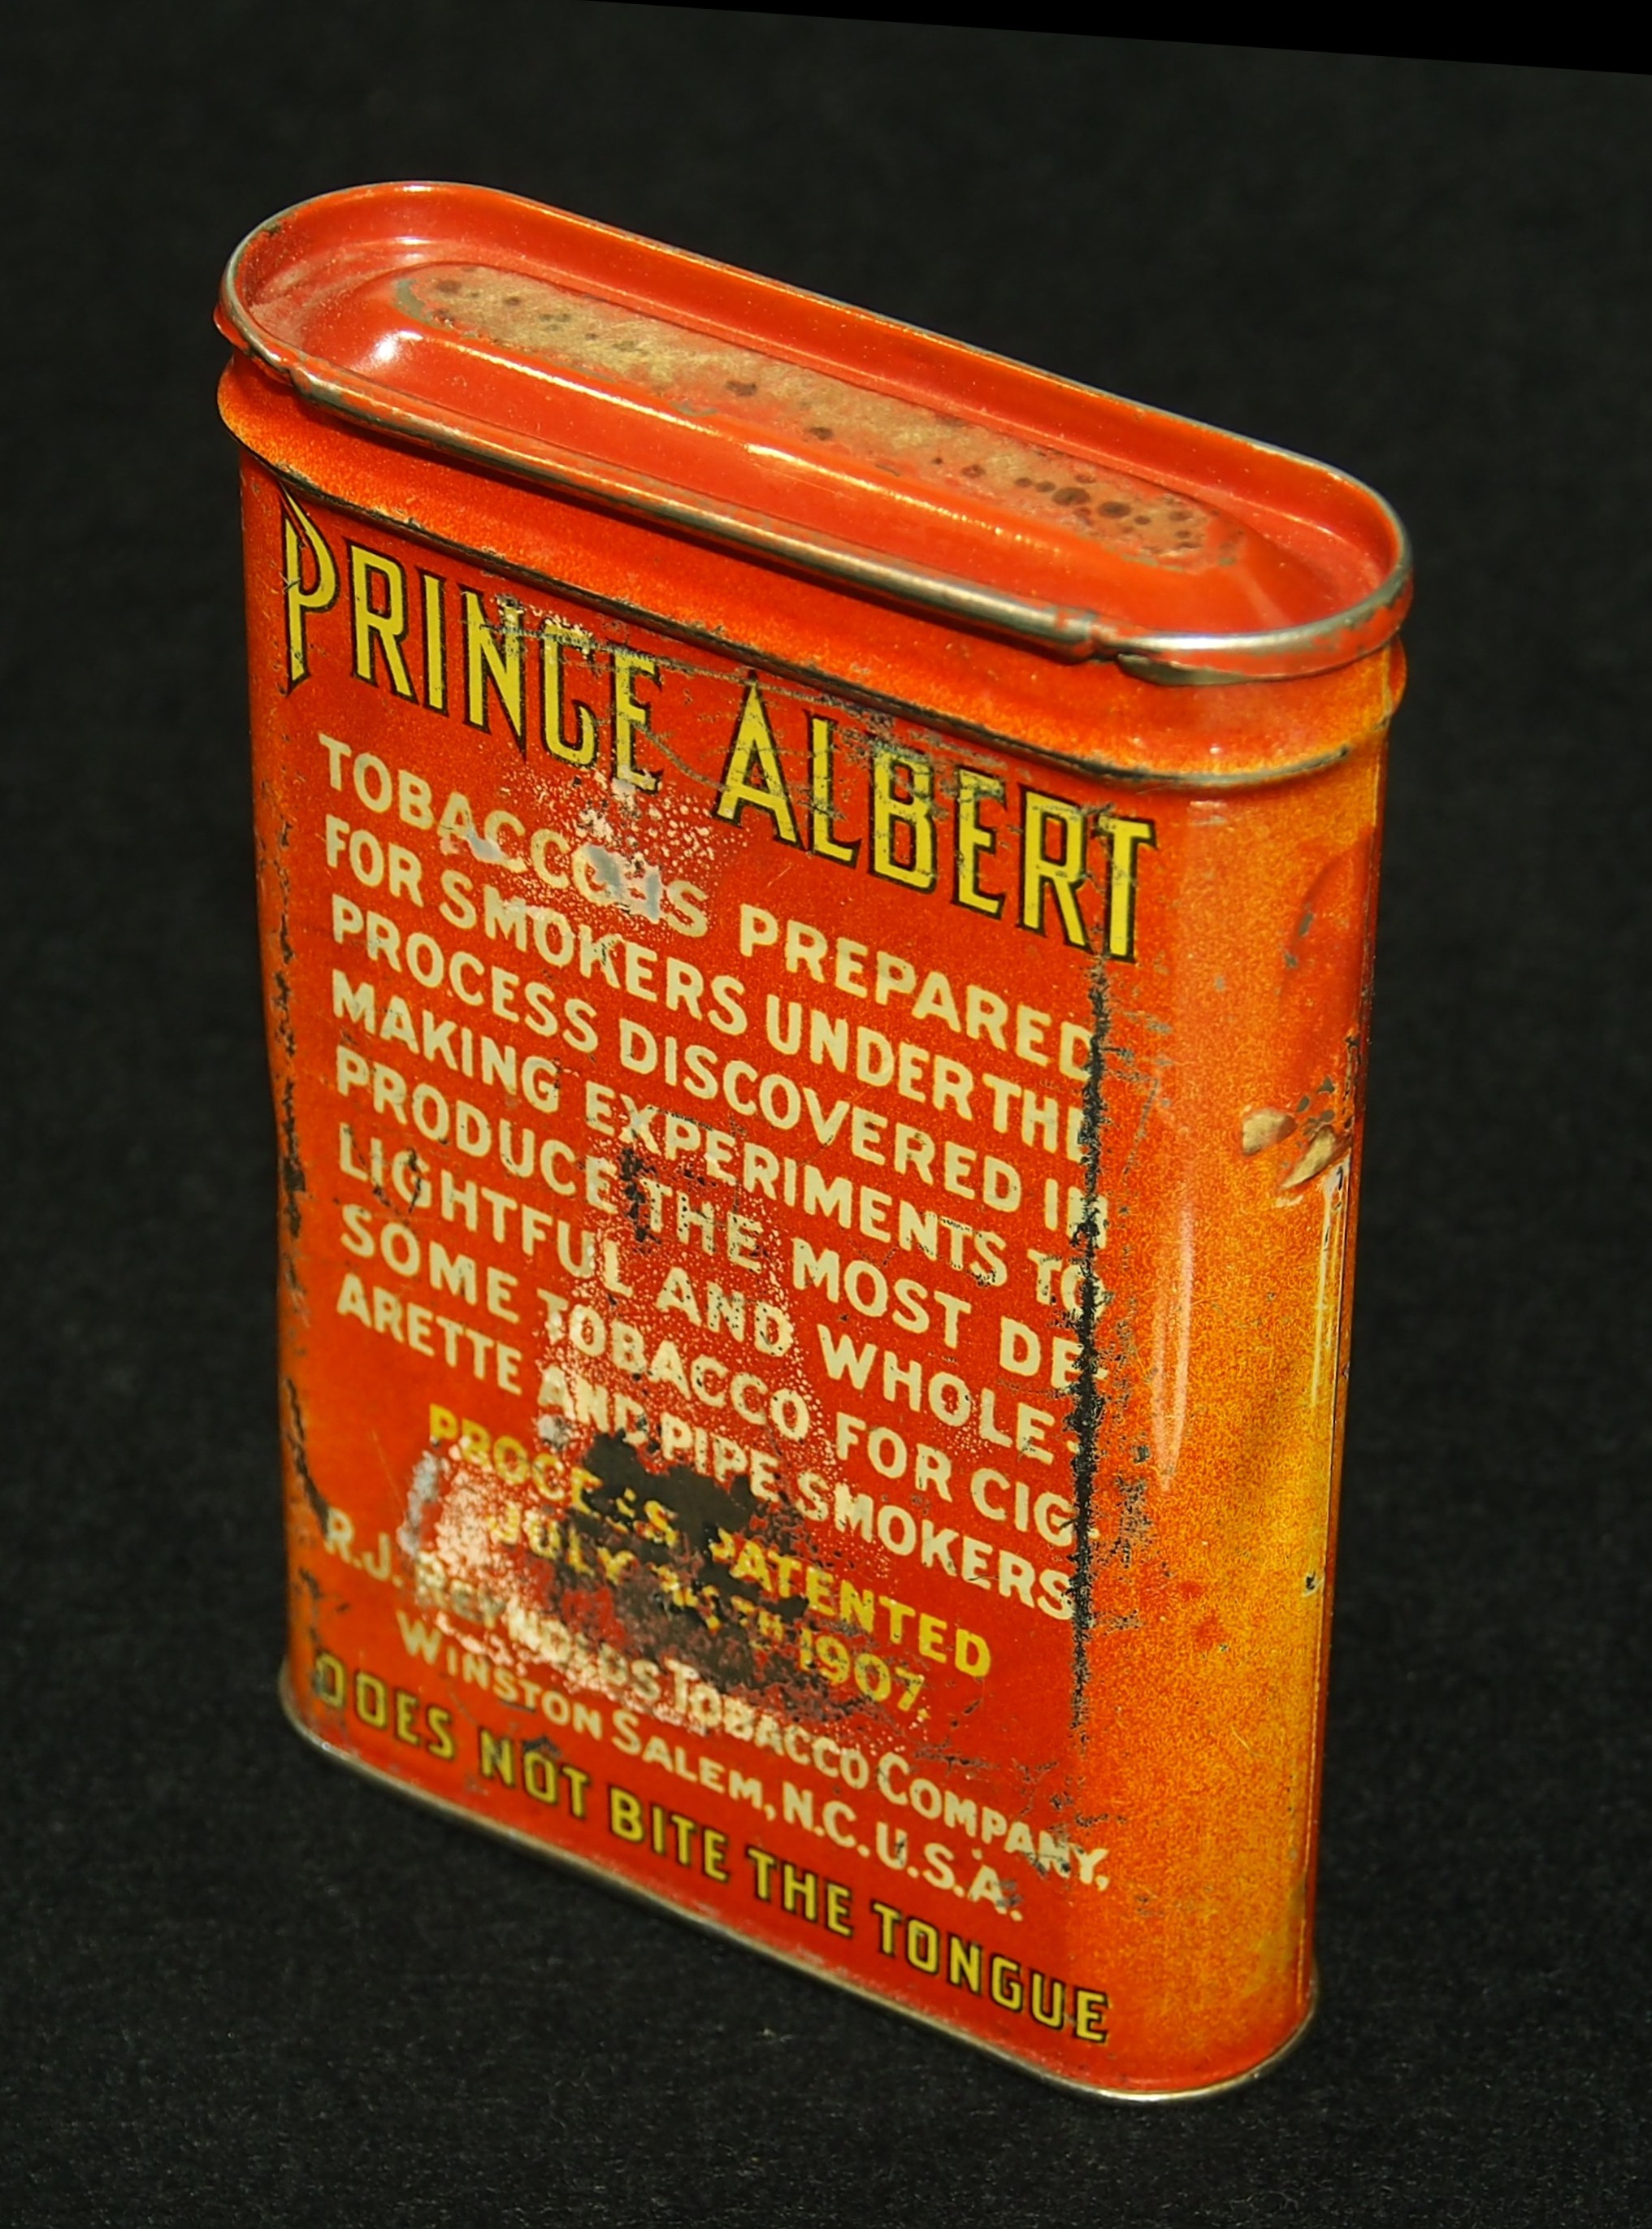 PRINCE ALBERT
TOBACCO IS PREPARED
FOR SMOKERS UNDER THE
PROCESS DISCOVERED IN
MAKING EXPERIMENTS TO
PRODUCE THE MOST DE-
LIGHTFUL AND WHOLE-
SOME TOBACCO FOR CIG-
ARETTE AND PIPE SMOKERS
PROCESS PATENTED
JULY 1907,
R.J. REYNOLDS TOBACCO COMPANY,
WINSTON SALEM, N.C. U.S.A.
DOES NOT BITE THE TONGUE